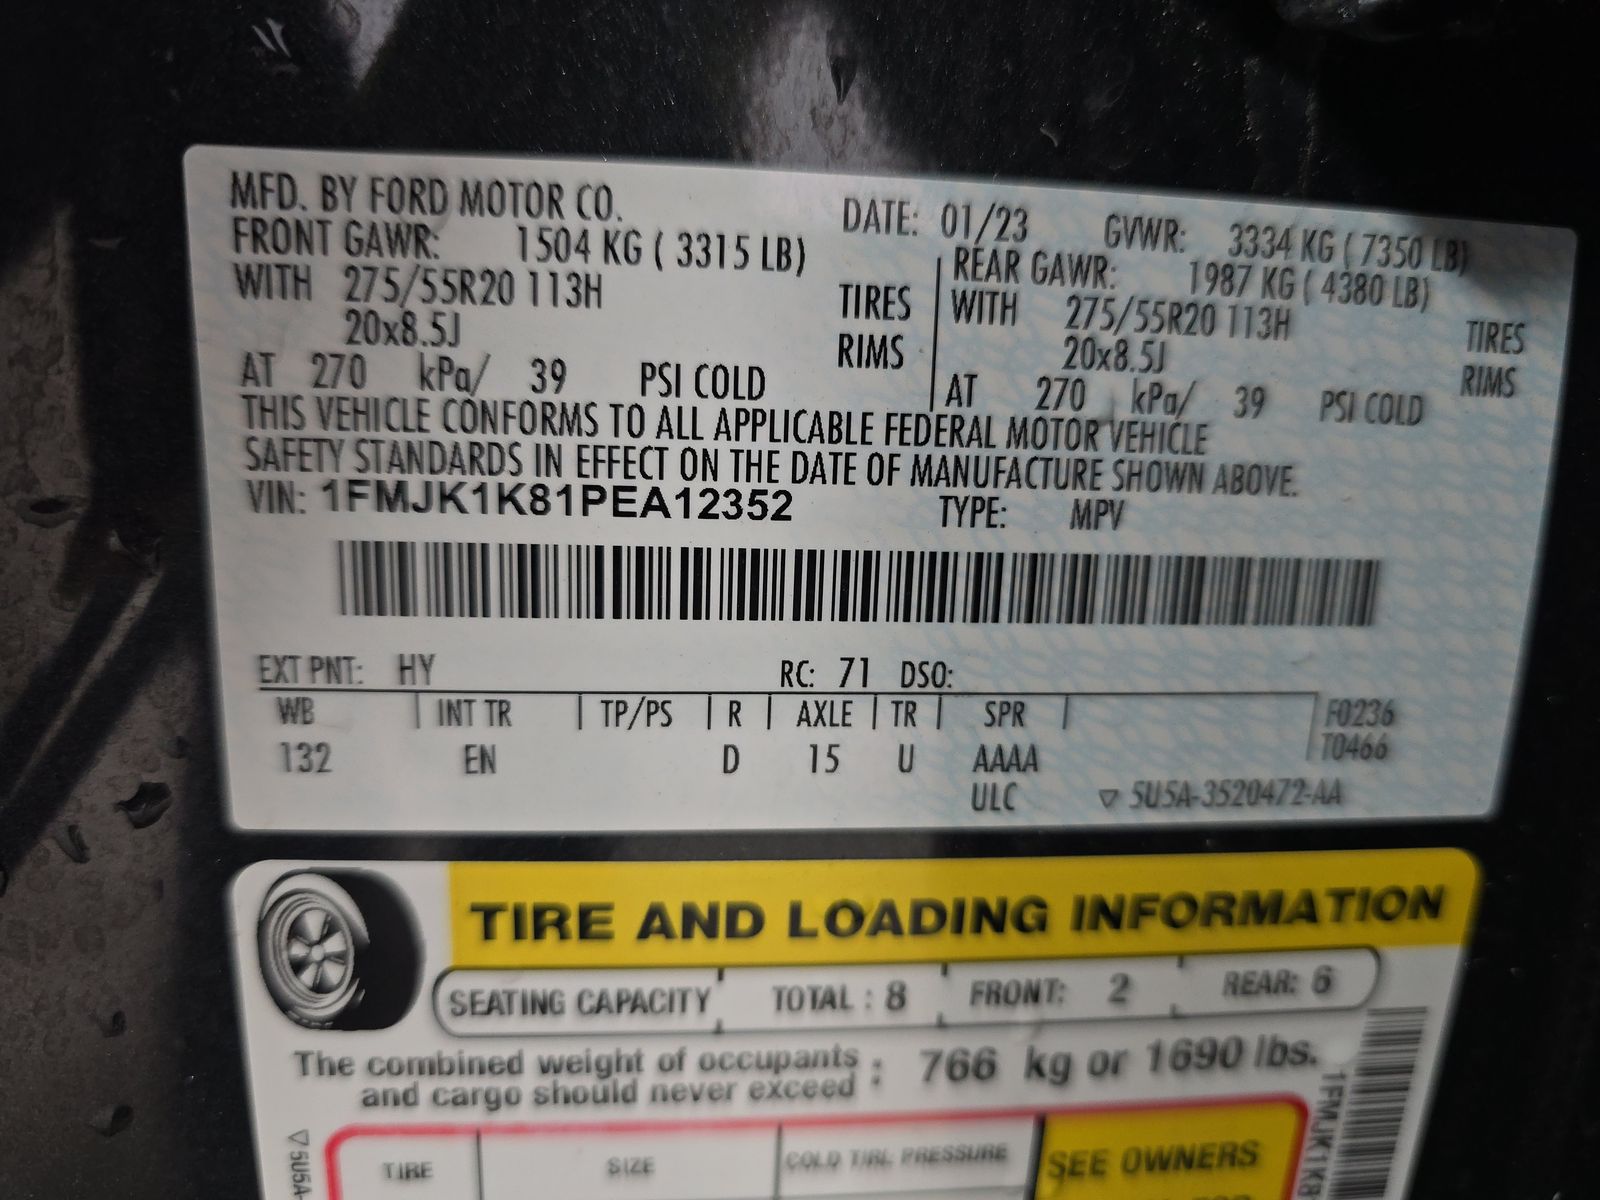 MFD. BY FORD MOTOR CO. DATE: 01/23 GVWR: 3334 KG ( 7350 LB)
FRONT GAWR: 1504 KG ( 3315 LB) REAR GAWR: 1987 KG ( 4380 LB)
WITH 275/55R20 113H TIRES WITH 275/55R20 113H TIRES
20x8.5J RIMS 20x8.5J RIMS
AT 270 kPa/ 39 PSI COLD AT 270 kPa/ 39 PSI COLD
THIS VEHICLE CONFORMS TO ALL APPLICABLE FEDERAL MOTOR VEHICLE
SAFETY STANDARDS IN EFFECT ON THE DATE OF MANUFACTURE SHOWN ABOVE.
VIN: 1FMJK1K81PEA12352 TYPE: MPV
EXT PNT: HY RC: 71 DSO:
WB INT TR TP/PS R AXLE TR SPR F0236
132 EN D 15 U AAAA T0466
ULC ▽ 5U5A-3520472-AA
TIRE AND LOADING INFORMATION
SEATING CAPACITY TOTAL : 8 FRONT: 2 REAR: 6
The combined weight of occupants
and cargo should never exceed : 766 kg or 1690 lbs.
TIRE SIZE COLD TIRE PRESSURE SEE OWNERS
▽5U5A-
1FMJK1K8